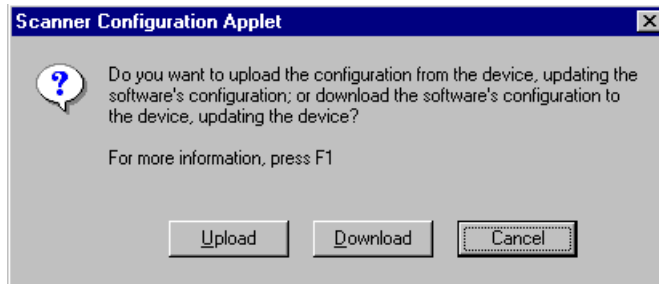 Scanner Configuration Applet
Do you want to upload the configuration from the device, updating the
software's configuration; or download the software's configuration to
the device, updating the device?
For more information, press F1
Upload
Download
Cancel